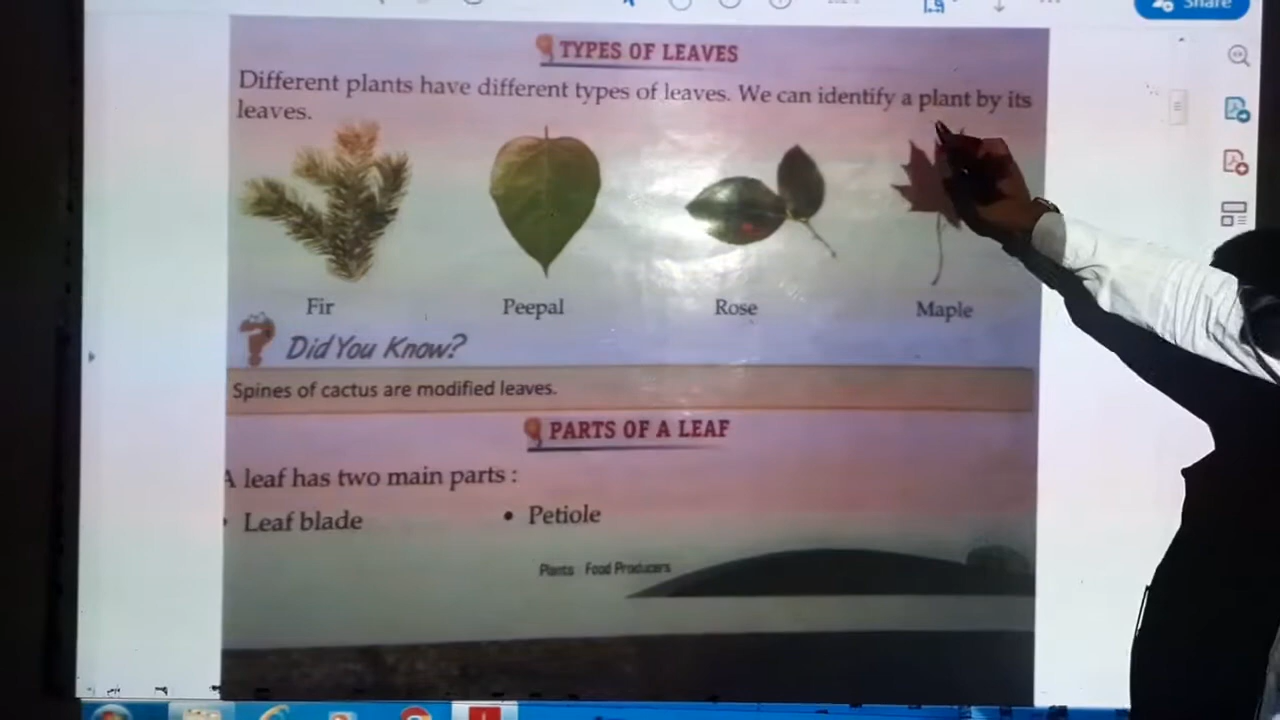 Share
TYPES OF LEAVES
Different plants have different types of leaves. We can identify a plant by its
leaves.
Fir Peepal Rose Maple
Did You Know?
Spines of cactus are modified leaves.
PARTS OF A LEAF
A leaf has two main parts :
• Leaf blade • Petiole
Plants Food Producers